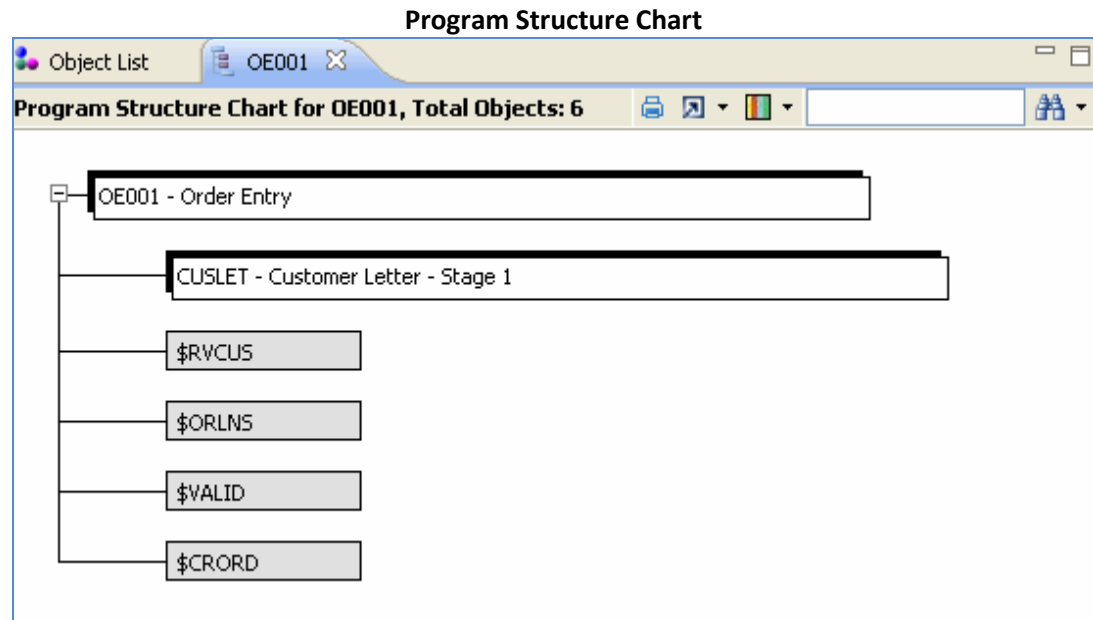 Program Structure Chart
Object List OE001
Program Structure Chart for OE001, Total Objects: 6
OE001 - Order Entry
CUSLET - Customer Letter - Stage 1
$RVCUS
$ORLNS
$VALID
$CRORD